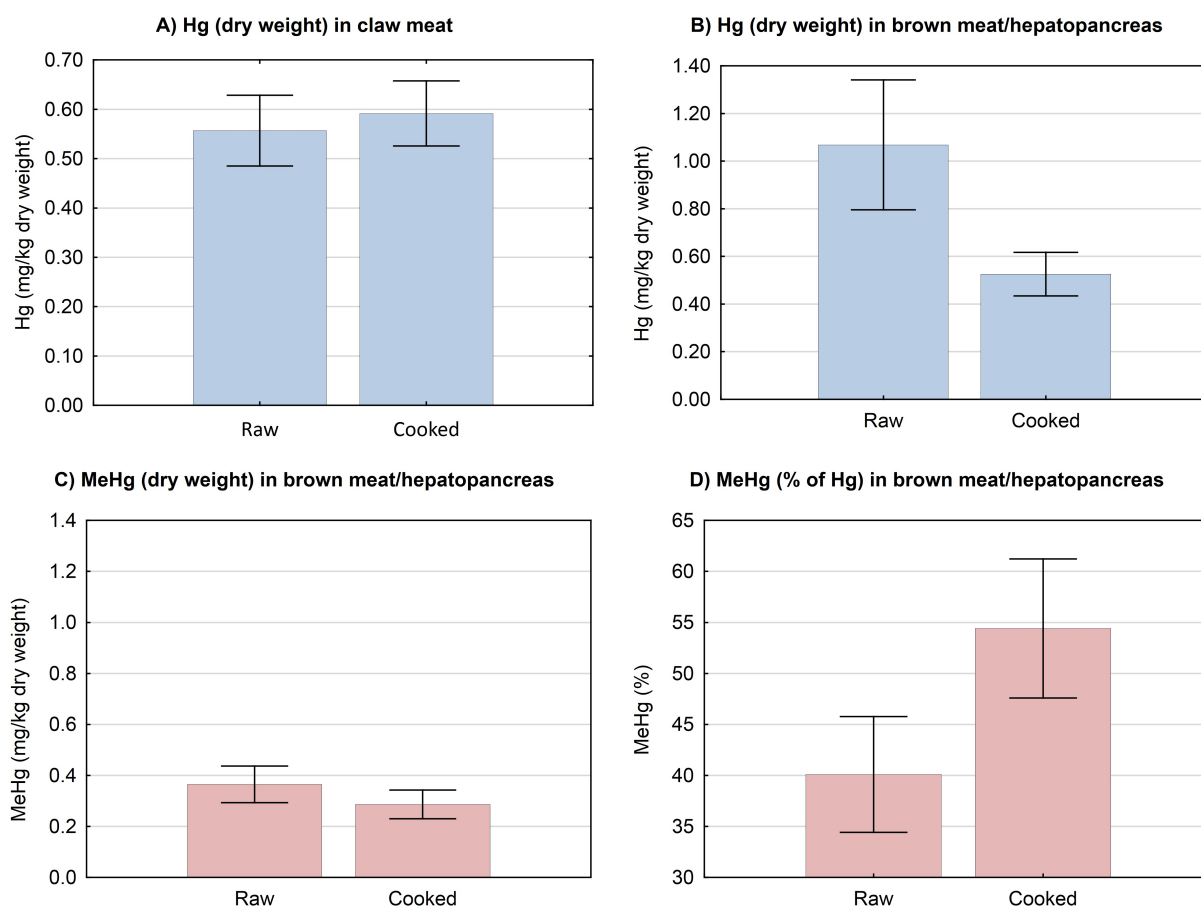 A) Hg (dry weight) in claw meat
Hg (mg/kg dry weight)
0.70
0.60
0.50
0.40
0.30
0.20
0.10
0.00
Raw Cooked
B) Hg (dry weight) in brown meat/hepatopancreas
Hg (mg/kg dry weight)
1.40
1.20
1.00
0.80
0.60
0.40
0.20
0.00
Raw Cooked
C) MeHg (dry weight) in brown meat/hepatopancreas
MeHg (mg/kg dry weight)
1.4
1.2
1.0
0.8
0.6
0.4
0.2
0.0
Raw Cooked
D) MeHg (% of Hg) in brown meat/hepatopancreas
MeHg (%)
65
60
55
50
45
40
35
30
Raw Cooked